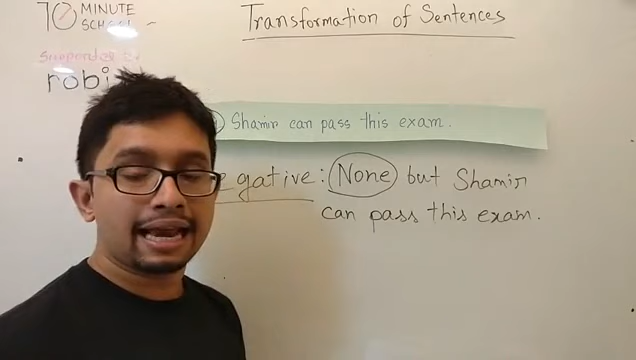 10 MINUTE
SCHOOL
Transformation of Sentences
robi
Shamir can pass this exam.
gative: None but Shamir
can pass this exam.